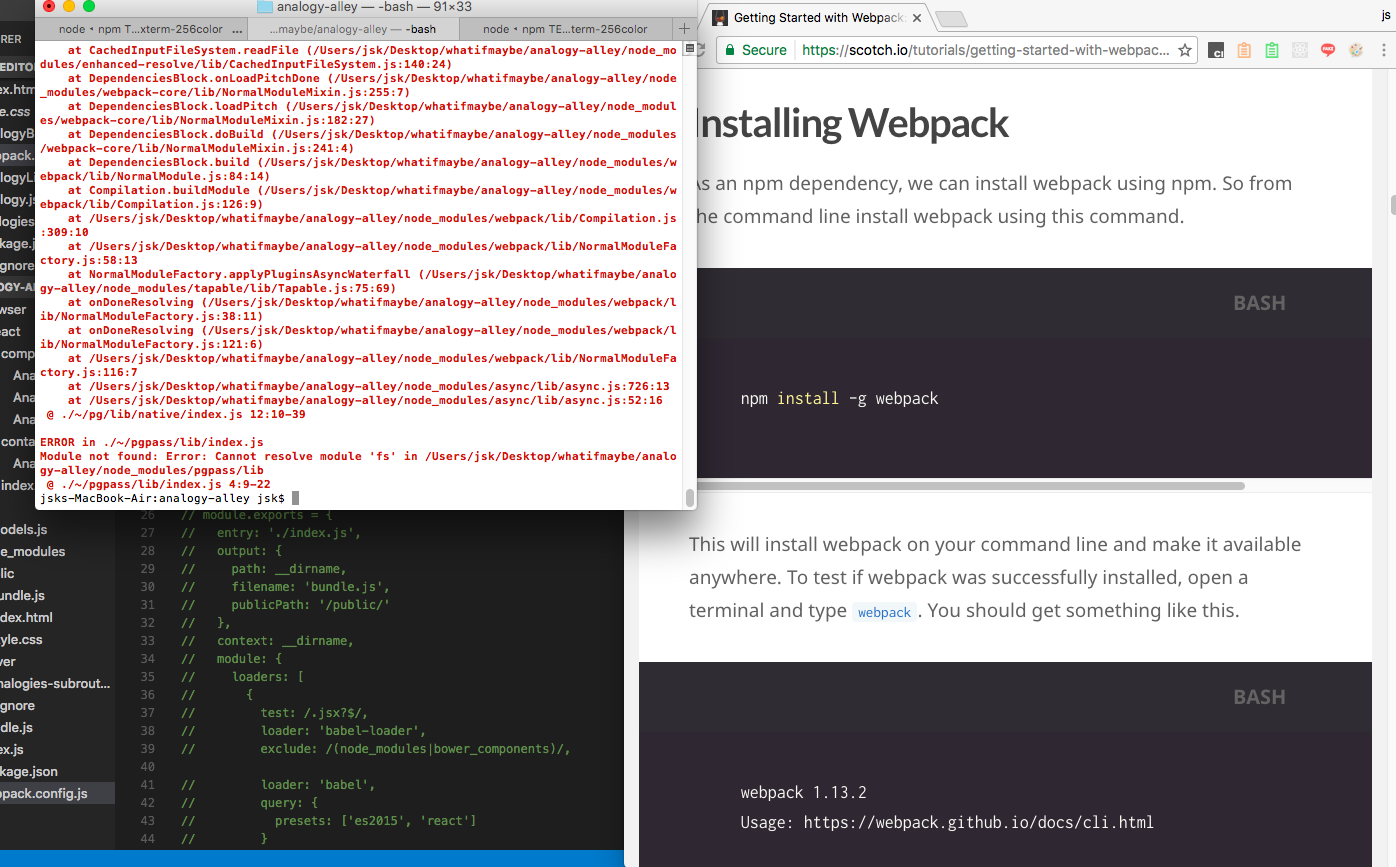 analogy-alley — -bash — 91×33
node • npm T...xterm-256color ...
...maybe/analogy-alley — -bash
node • npm TE...term-256color
at CachedInputFileSystem.readFile (/Users/jsk/Desktop/whatifmaybe/analogy-alley/node_mo
dules/enhanced-resolve/lib/CachedInputFileSystem.js:140:24)
at DependenciesBlock.onLoadPitchDone (/Users/jsk/Desktop/whatifmaybe/analogy-alley/node
_modules/webpack-core/lib/NormalModuleMixin.js:255:7)
at DependenciesBlock.loadPitch (/Users/jsk/Desktop/whatifmaybe/analogy-alley/node_modul
es/webpack-core/lib/NormalModuleMixin.js:182:27)
at DependenciesBlock.doBuild (/Users/jsk/Desktop/whatifmaybe/analogy-alley/node_modules
/webpack-core/lib/NormalModuleMixin.js:241:4)
at DependenciesBlock.build (/Users/jsk/Desktop/whatifmaybe/analogy-alley/node_modules/w
ebpack/lib/NormalModule.js:84:14)
at Compilation.buildModule (/Users/jsk/Desktop/whatifmaybe/analogy-alley/node_modules/w
ebpack/lib/Compilation.js:126:9)
at /Users/jsk/Desktop/whatifmaybe/analogy-alley/node_modules/webpack/lib/Compilation.js
:309:10
at /Users/jsk/Desktop/whatifmaybe/analogy-alley/node_modules/webpack/lib/NormalModuleFa
ctory.js:58:13
at NormalModuleFactory.applyPluginsAsyncWaterfall (/Users/jsk/Desktop/whatifmaybe/analo
gy-alley/node_modules/tapable/lib/Tapable.js:75:69)
at onDoneResolving (/Users/jsk/Desktop/whatifmaybe/analogy-alley/node_modules/webpack/l
ib/NormalModuleFactory.js:38:11)
at onDoneResolving (/Users/jsk/Desktop/whatifmaybe/analogy-alley/node_modules/webpack/l
ib/NormalModuleFactory.js:121:6)
at /Users/jsk/Desktop/whatifmaybe/analogy-alley/node_modules/webpack/lib/NormalModuleFa
ctory.js:116:7
at /Users/jsk/Desktop/whatifmaybe/analogy-alley/node_modules/async/lib/async.js:726:13
at /Users/jsk/Desktop/whatifmaybe/analogy-alley/node_modules/async/lib/async.js:52:16
@ ./~/pg/lib/native/index.js 12:10-39
ERROR in ./~/pgpass/lib/index.js
Module not found: Error: Cannot resolve module 'fs' in /Users/jsk/Desktop/whatifmaybe/analo
gy-alley/node_modules/pgpass/lib
@ ./~/pgpass/lib/index.js 4:9-22
jsks-MacBook-Air:analogy-alley jsk$
RER
EDITO
ex.htm
e.css
logyB
pack.
logyLi
logy.js
logies
kage.j
gnore
OGY-A
wser
act
comp
Ana
Ana
Ana
conta
Ana
index.
odels.js
e_modules
lic
undle.js
dex.html
yle.css
ver
nalogies-subrout...
gnore
dle.js
ex.js
kage.json
pack.config.js
26 // module.exports = {
27 // entry: './index.js',
28 // output: {
29 // path: __dirname,
30 // filename: 'bundle.js',
31 // publicPath: '/public/'
32 // },
33 // context: __dirname,
34 // module: {
35 // loaders: [
36 // {
37 // test: /.jsx?$/,
38 // loader: 'babel-loader',
39 // exclude: /(node_modules|bower_components)/,
40
41 // loader: 'babel',
42 // query: {
43 // presets: ['es2015', 'react']
44 // }
Getting Started with Webpack:
js
Secure https://scotch.io/tutorials/getting-started-with-webpac...
Installing Webpack
As an npm dependency, we can install webpack using npm. So from
the command line install webpack using this command.
BASH
npm install -g webpack
This will install webpack on your command line and make it available
anywhere. To test if webpack was successfully installed, open a
terminal and type webpack. You should get something like this.
BASH
webpack 1.13.2
Usage: https://webpack.github.io/docs/cli.html